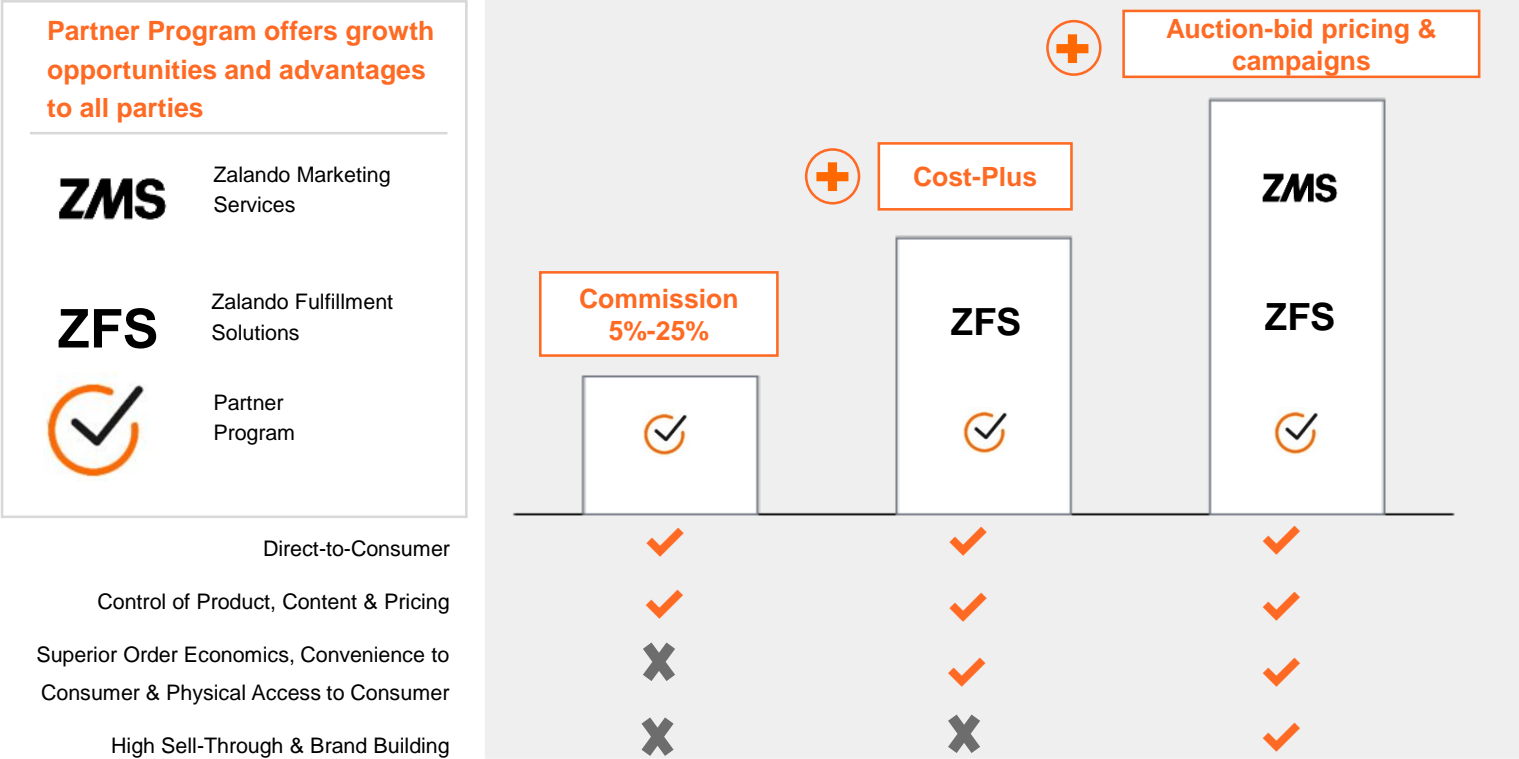 Partner Program offers growth
opportunities and advantages
to all parties
ZMS
Zalando Marketing
Services
ZFS
Zalando Fulfillment
Solutions
Partner
Program
Commission
5%-25%
Cost-Plus
Auction-bid pricing &
campaigns
ZFS
ZMS
ZFS
Direct-to-Consumer
Control of Product, Content & Pricing
Superior Order Economics, Convenience to
Consumer & Physical Access to Consumer
High Sell-Through & Brand Building